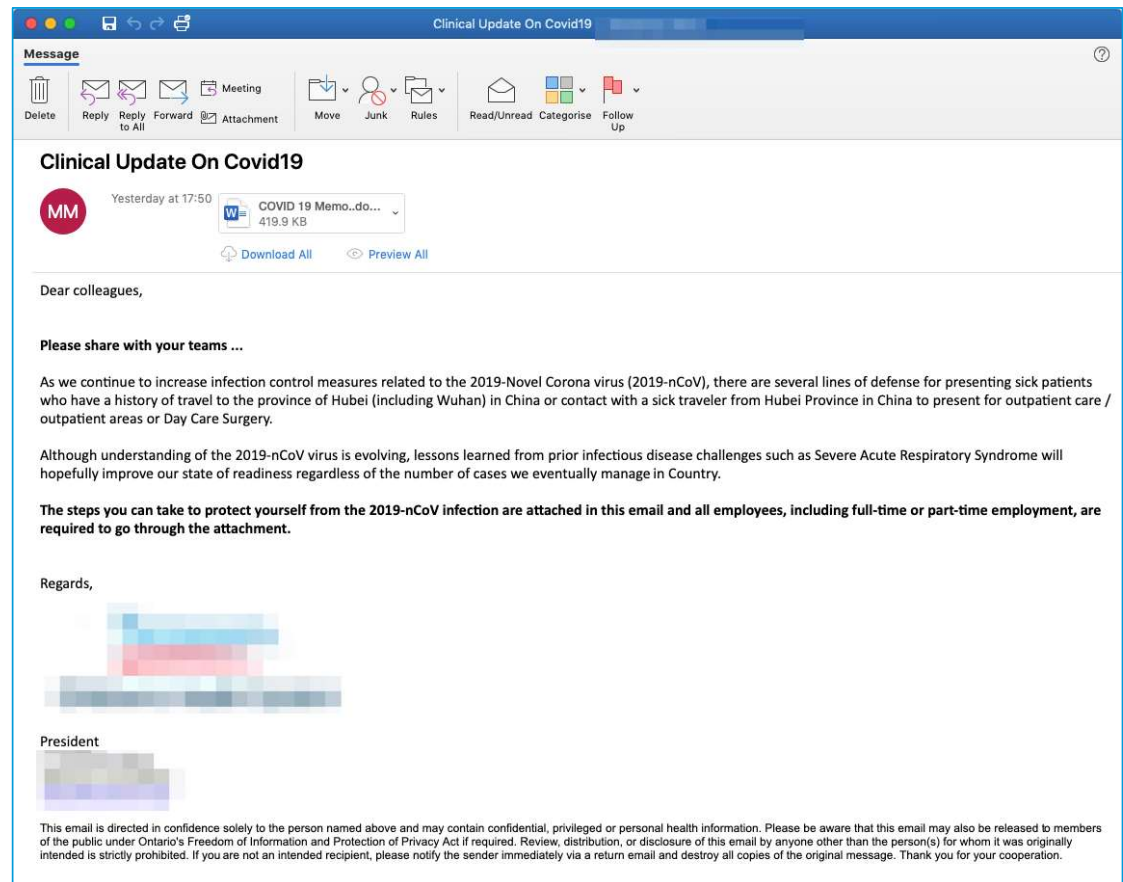 Clinical Update On Covid19
Message
Delete
Reply
Reply to All
Forward
Meeting
Attachment
Move
Junk
Rules
Read/Unread
Categorise
Follow Up
Clinical Update On Covid19
MM
Yesterday at 17:50
COVID 19 Memo..do...
419.9 KB
Download All
Preview All
Dear colleagues,
Please share with your teams ...
As we continue to increase infection control measures related to the 2019-Novel Corona virus (2019-nCoV), there are several lines of defense for presenting sick patients
who have a history of travel to the province of Hubei (including Wuhan) in China or contact with a sick traveler from Hubei Province in China to present for outpatient care /
outpatient areas or Day Care Surgery.
Although understanding of the 2019-nCoV virus is evolving, lessons learned from prior infectious disease challenges such as Severe Acute Respiratory Syndrome will
hopefully improve our state of readiness regardless of the number of cases we eventually manage in Country.
The steps you can take to protect yourself from the 2019-nCoV infection are attached in this email and all employees, including full-time or part-time employment, are
required to go through the attachment.
Regards,
President
This email is directed in confidence solely to the person named above and may contain confidential, privileged or personal health information. Please be aware that this email may also be released to members
of the public under Ontario's Freedom of Information and Protection of Privacy Act if required. Review, distribution, or disclosure of this email by anyone other than the person(s) for whom it was originally
intended is strictly prohibited. If you are not an intended recipient, please notify the sender immediately via a return email and destroy all copies of the original message. Thank you for your cooperation.